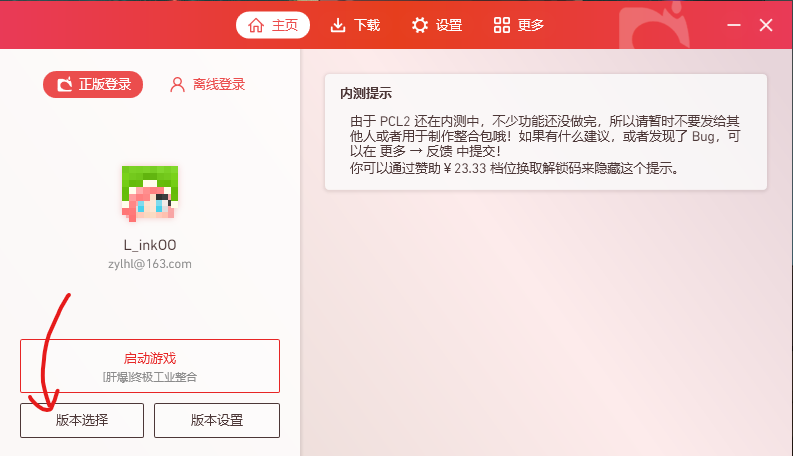 主页 下载 设置 更多
正版登录 离线登录
内测提示
由于 PCL2 还在内测中，不少功能还没做完，所以请暂时不要发给其
他人或者用于制作整合包哦！如果有什么建议，或者发现了 Bug，可
以在 更多 → 反馈 中提交！
你可以通过赞助 ¥ 23.33 档位换取解锁码来隐藏这个提示。
L_inkOO
zylhl@163.com
启动游戏
[肝爆]终极工业整合
版本选择 版本设置